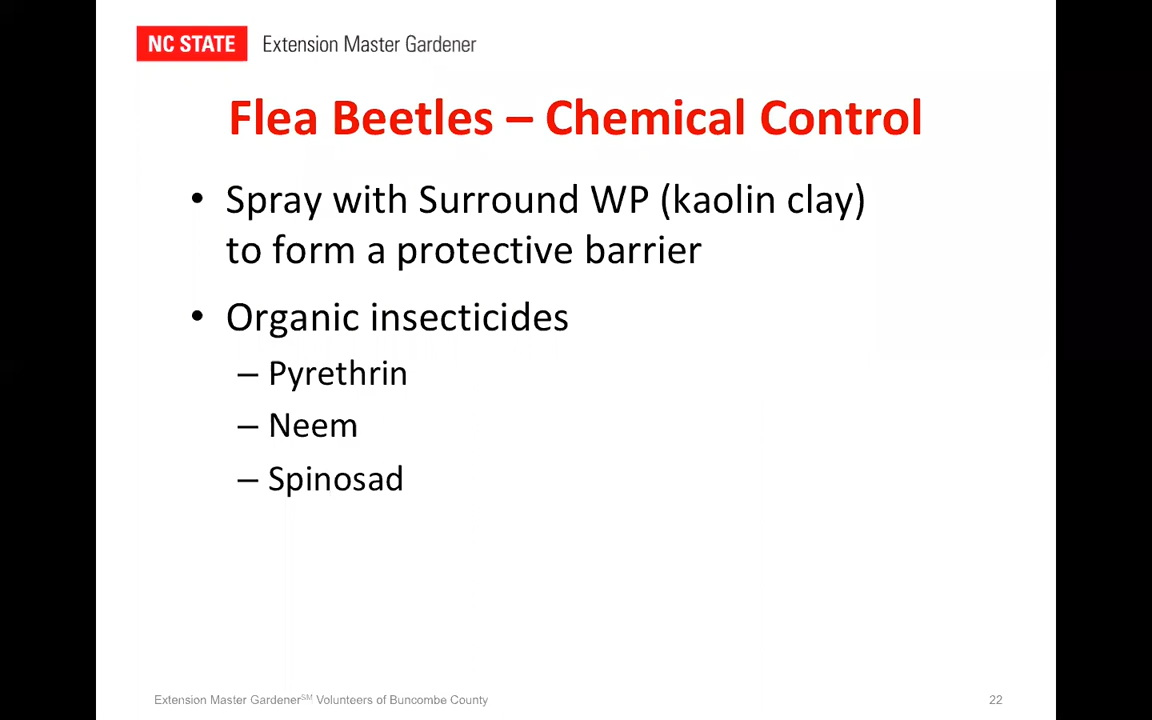 NC STATE Extension Master Gardener
Flea Beetles – Chemical Control
• Spray with Surround WP (kaolin clay)
to form a protective barrier
• Organic insecticides
– Pyrethrin
– Neem
– Spinosad
Extension Master Gardener℠ Volunteers of Buncombe County 22